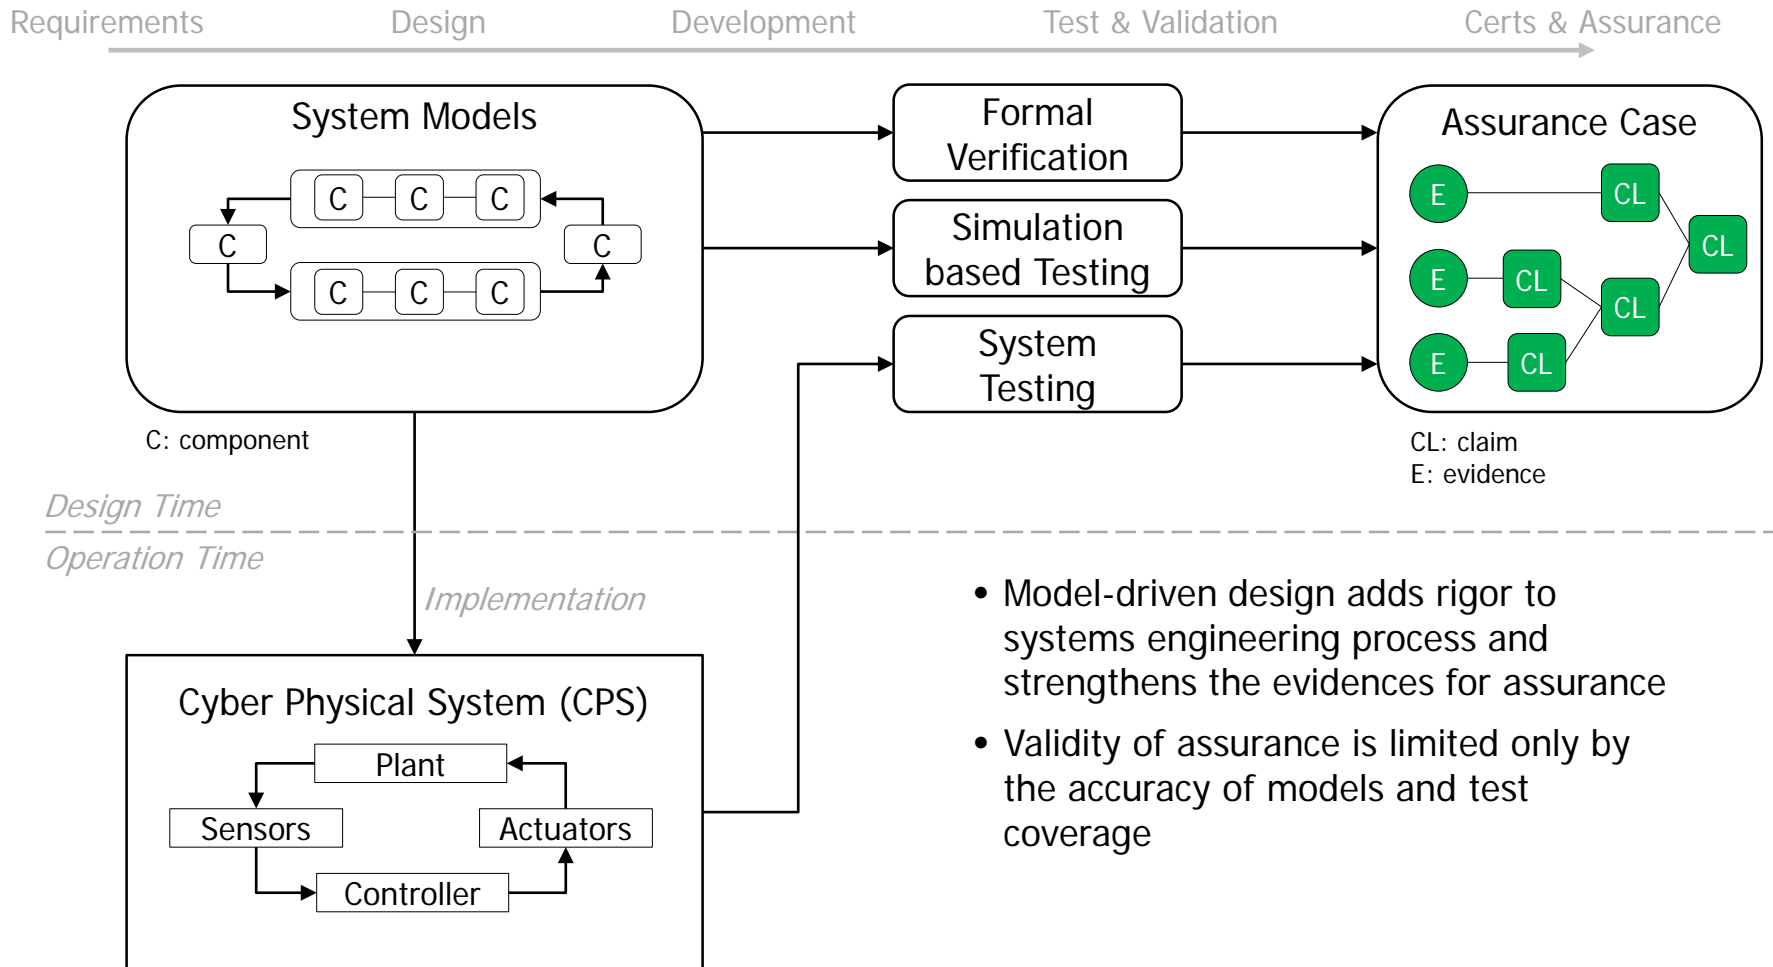 Requirements Design Development Test & Validation Certs & Assurance
System Models
C C C
C C
C C C
C: component
Formal
Verification
Simulation
based Testing
System
Testing
Assurance Case
E CL
CL
E CL CL
E CL
CL: claim
E: evidence
Design Time
Operation Time
Implementation
Cyber Physical System (CPS)
Plant
Sensors Actuators
Controller
• Model-driven design adds rigor to
systems engineering process and
strengthens the evidences for assurance
• Validity of assurance is limited only by
the accuracy of models and test
coverage